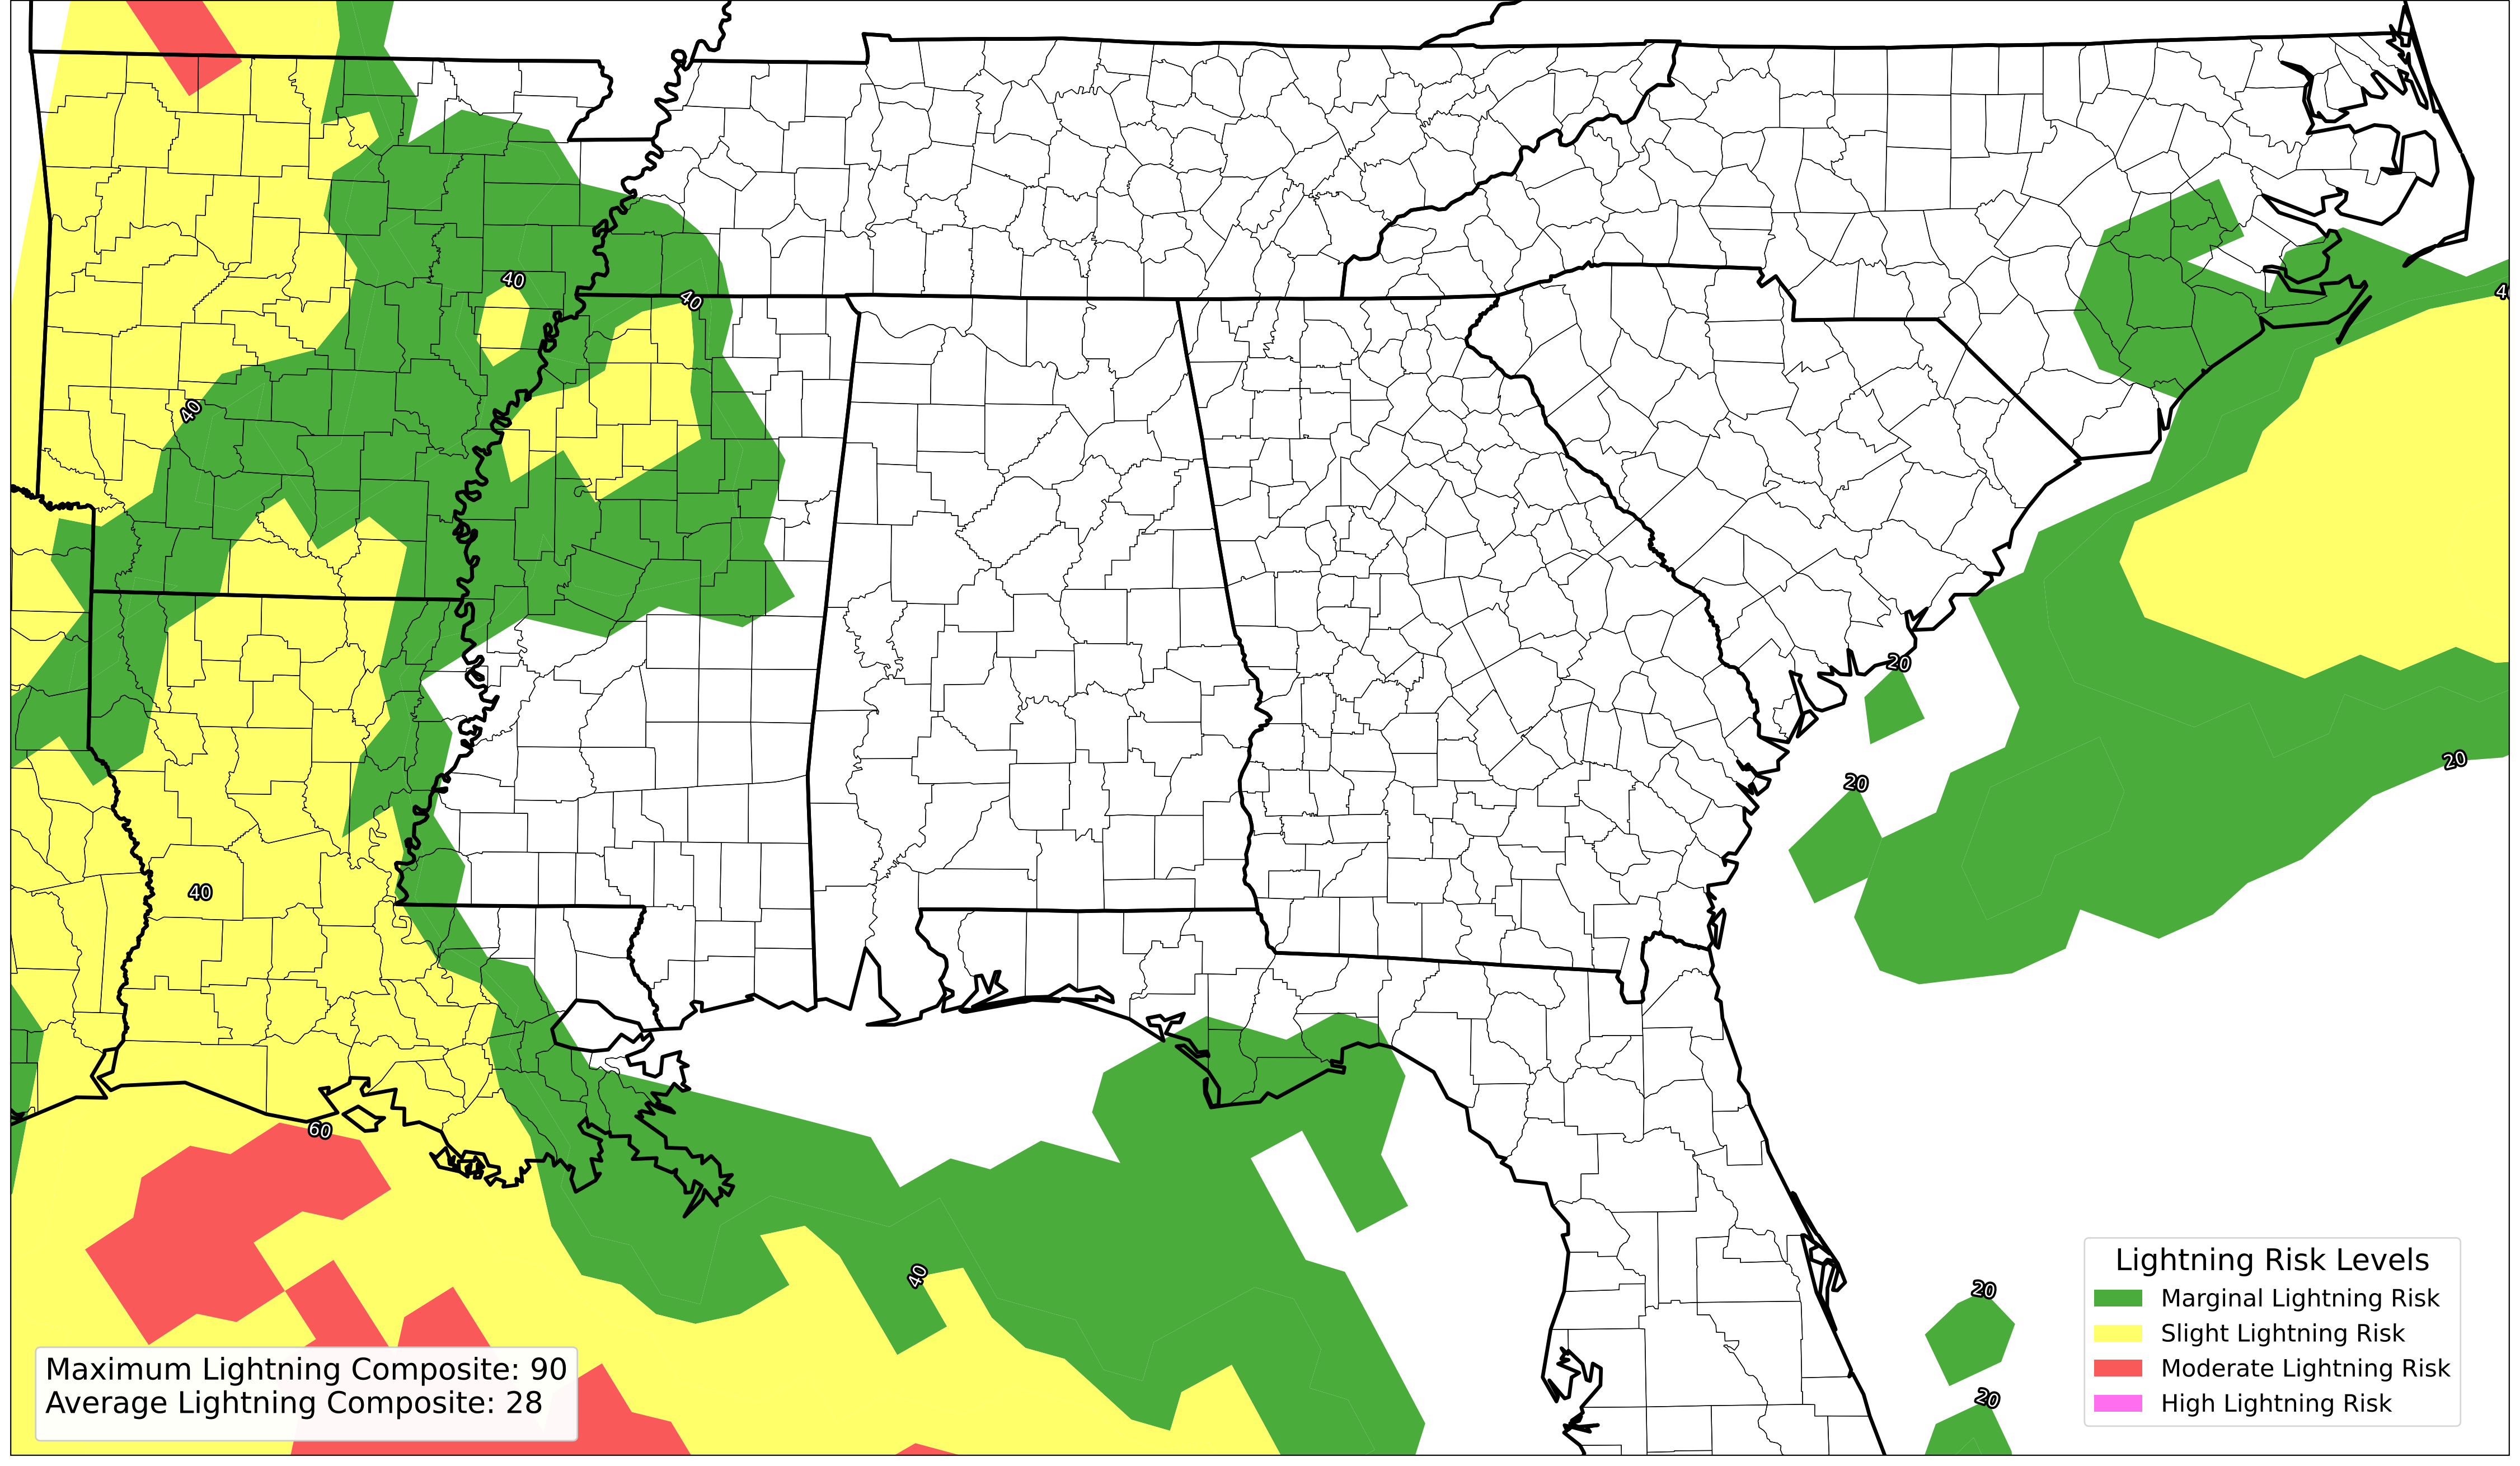 40
40
40
4
20
20
20
40
60
40
20
20
Lightning Risk Levels
Marginal Lightning Risk
Slight Lightning Risk
Moderate Lightning Risk
High Lightning Risk
Maximum Lightning Composite: 90
Average Lightning Composite: 28